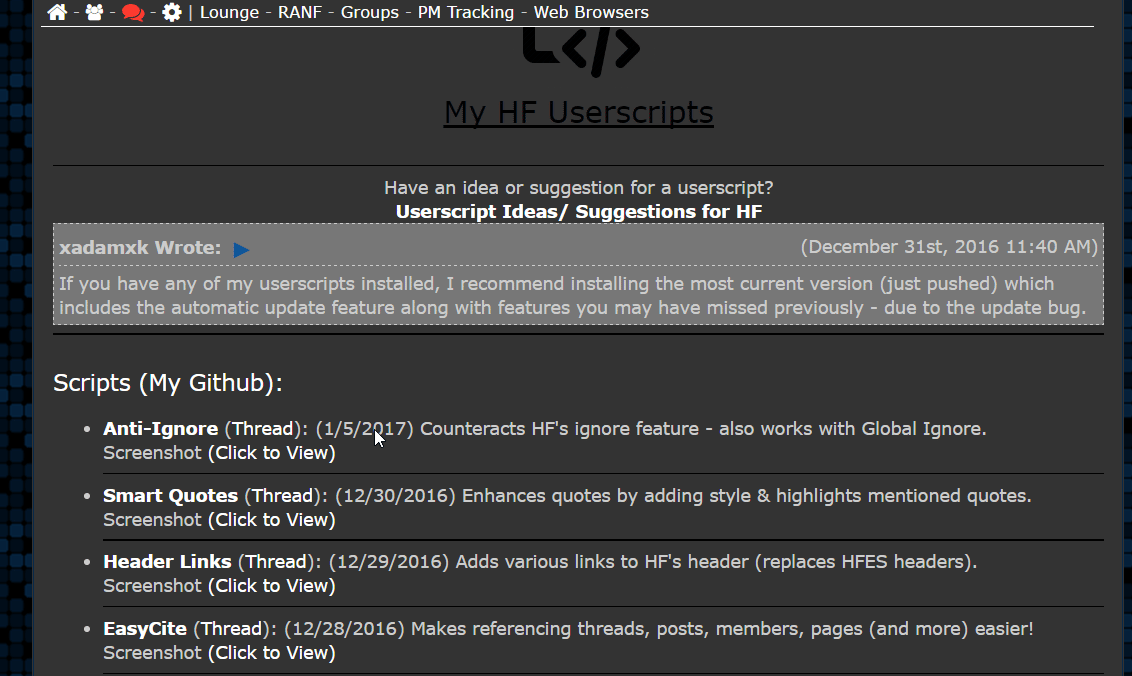 - - - | Lounge - RANF - Groups - PM Tracking - Web Browsers
My HF Userscripts
Have an idea or suggestion for a userscript?
Userscript Ideas/ Suggestions for HF
xadamxk Wrote: (December 31st, 2016 11:40 AM)
If you have any of my userscripts installed, I recommend installing the most current version (just pushed) which
includes the automatic update feature along with features you may have missed previously - due to the update bug.
Scripts (My Github):
• Anti-Ignore (Thread): (1/5/2017) Counteracts HF's ignore feature - also works with Global Ignore.
Screenshot (Click to View)
• Smart Quotes (Thread): (12/30/2016) Enhances quotes by adding style & highlights mentioned quotes.
Screenshot (Click to View)
• Header Links (Thread): (12/29/2016) Adds various links to HF's header (replaces HFES headers).
Screenshot (Click to View)
• EasyCite (Thread): (12/28/2016) Makes referencing threads, posts, members, pages (and more) easier!
Screenshot (Click to View)